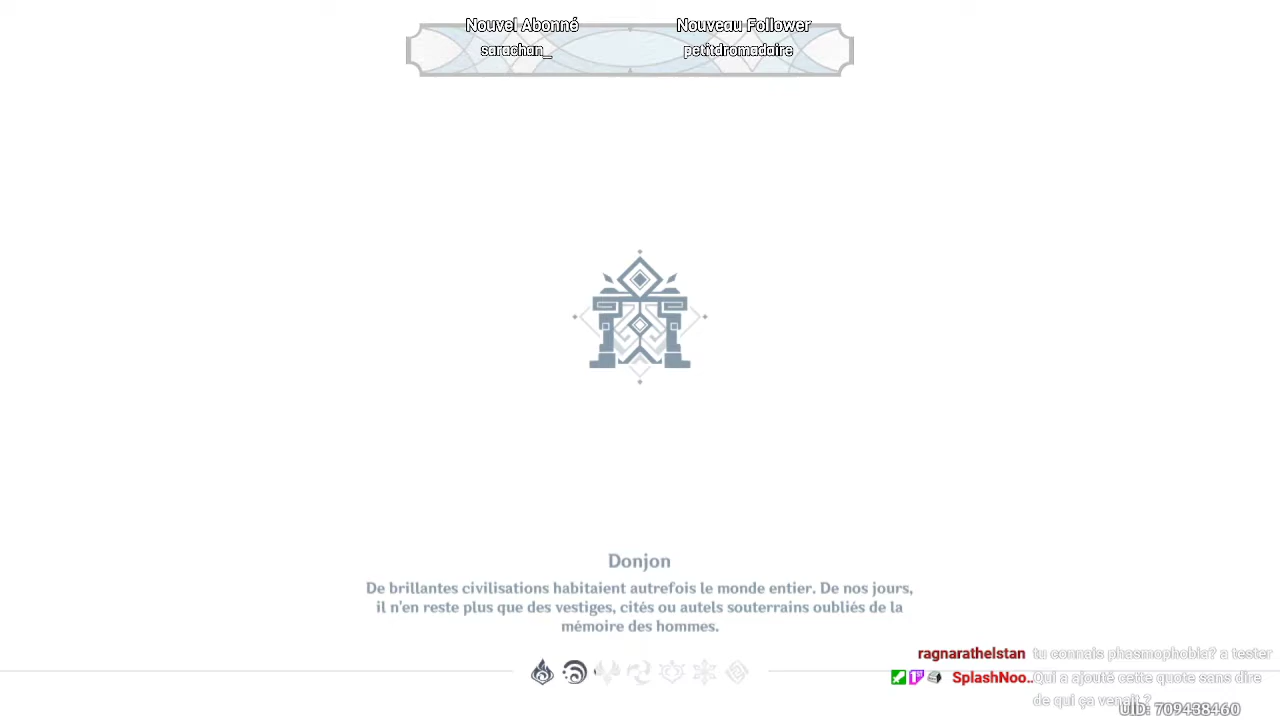 Nouvel Abonné
Nouveau Follower
sarachan_
petitdromadaire
Donjon
De brillantes civilisations habitaient autrefois le monde entier. De nos jours,
il n'en reste plus que des vestiges, cités ou autels souterrains oubliés de la
mémoire des hommes.
ragnarathelstan tu connais phasmophobia? a tester
SplashNoo.. Qui a ajouté cette quote sans dire
de qui ça venait ?
UID: 709438460